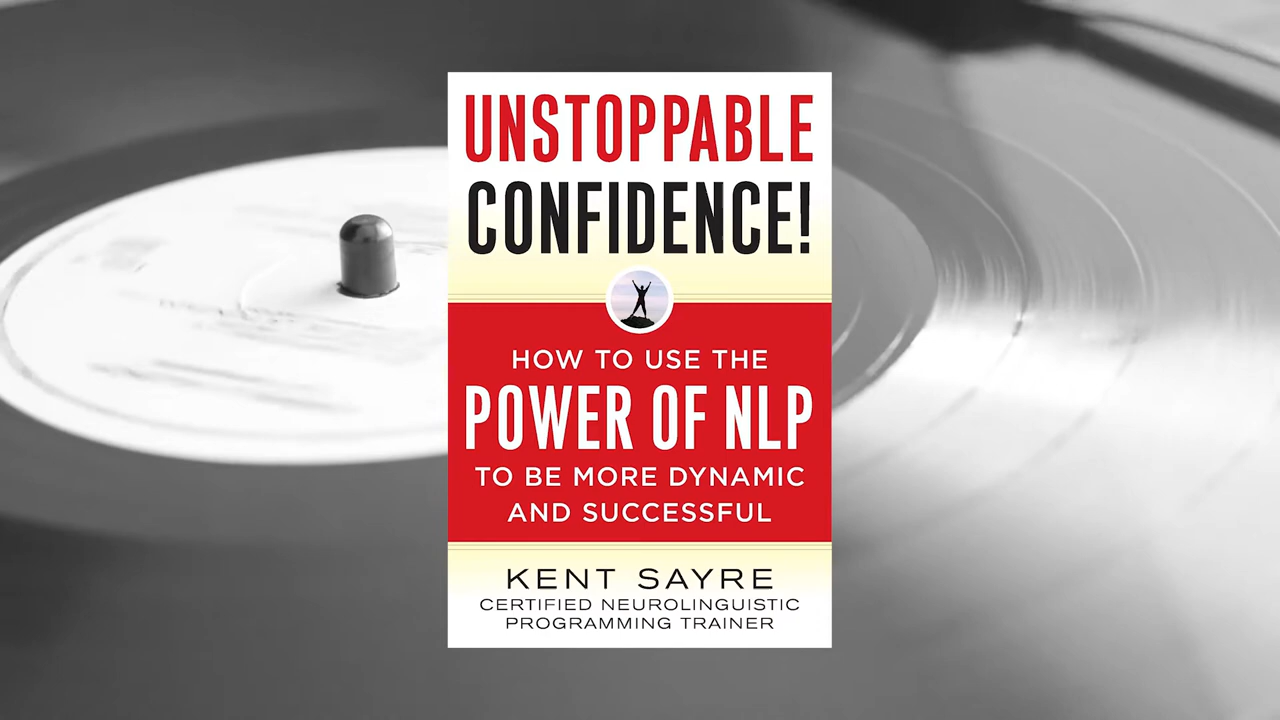 UNSTOPPABLE
CONFIDENCE!
HOW TO USE THE
POWER OF NLP
TO BE MORE DYNAMIC
AND SUCCESSFUL
KENT SAYRE
CERTIFIED NEUROLINGUISTIC
PROGRAMMING TRAINER